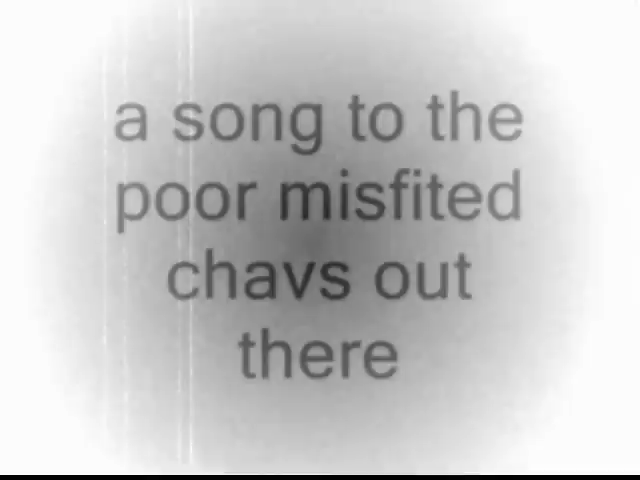 a song to the
poor misfited
chavs out
there